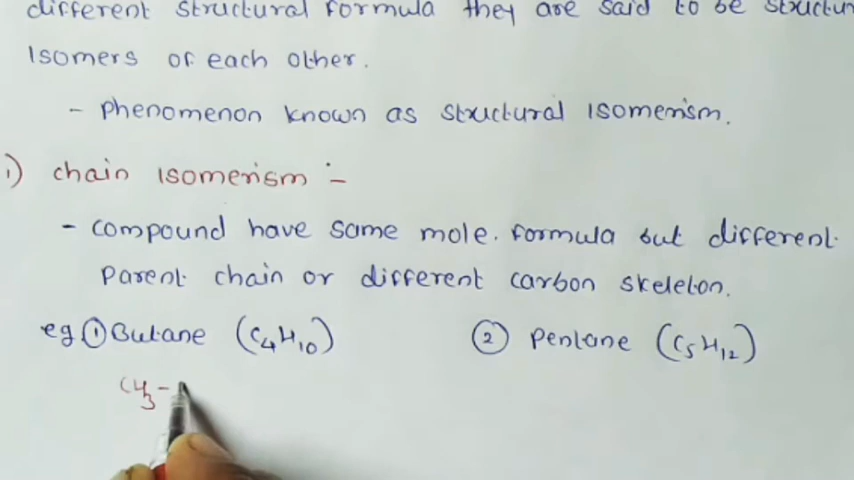 different structural formula they are said to be structur
Isomers of each other.
- Phenomenon known as structural Isomerism.
1) chain Isomerism :-
- compound have same mole. formula but different
Parent chain or different carbon skeleton.
eg ① Butane (C₄H₁₀)
② Pentane (C₅H₁₂)
CH₃ -